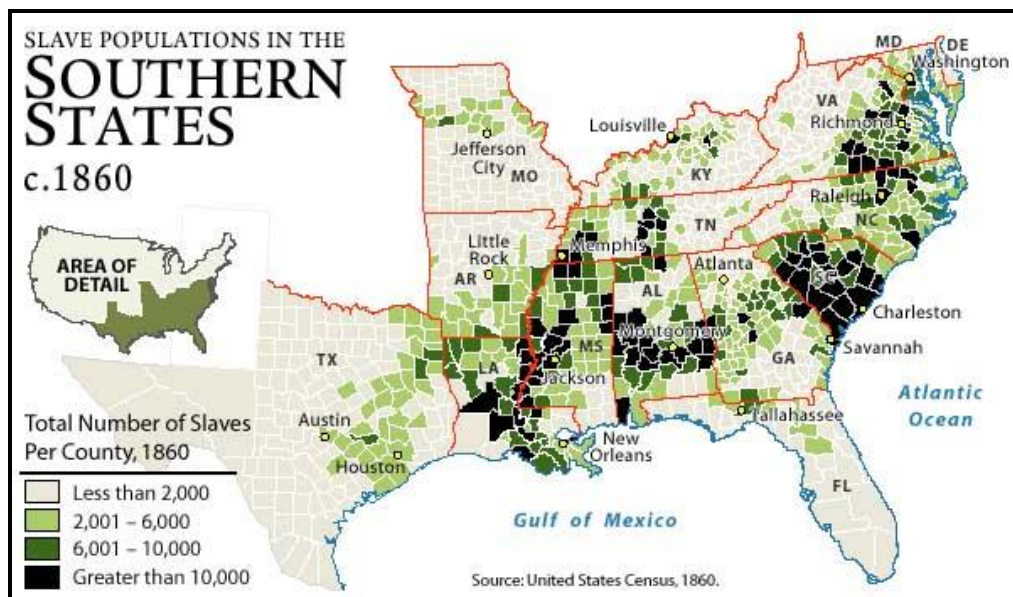 SLAVE POPULATIONS IN THE
SOUTHERN
STATES
c.1860
AREA OF
DETAIL
Total Number of Slaves
Per County, 1860
Less than 2,000
2,001 – 6,000
6,001 – 10,000
Greater than 10,000
MD
DE
Washington
VA
Richmond
Louisville
Jefferson
City
MO
KY
Raleigh
NC
TN
Little
Rock
Memphis
AR
Atlanta
SC
AL
Charleston
Montgomery
MS
GA
Savannah
TX
LA
Jackson
Atlantic
Ocean
Austin
Tallahassee
Houston
New
Orleans
FL
Gulf of Mexico
Source: United States Census, 1860.